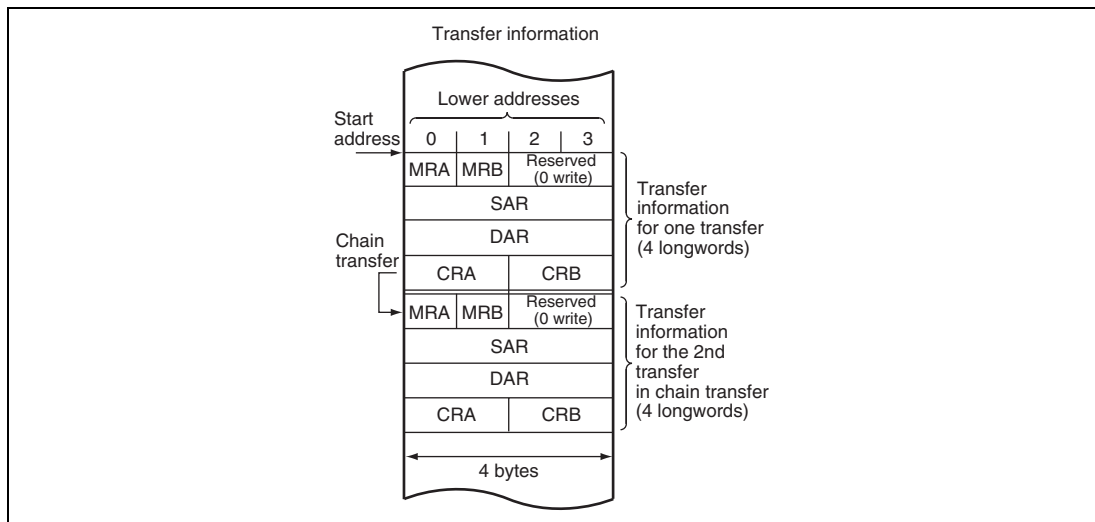 Transfer information
Lower addresses
Start
address
0 1 2 3
MRA MRB Reserved
(0 write)
SAR
DAR
CRA CRB
Transfer
information
for one transfer
(4 longwords)
Chain
transfer
MRA MRB Reserved
(0 write)
SAR
DAR
CRA CRB
Transfer
information
for the 2nd
transfer
in chain transfer
(4 longwords)
4 bytes